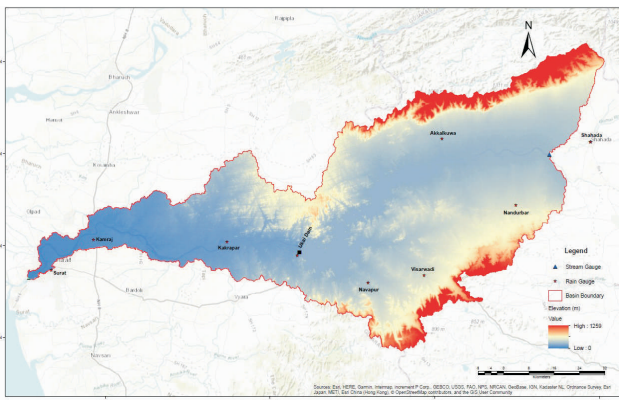 N
Rajpipla
Bharuch
Ankleshwar
Hansot
Kosamba
Akkalkuwa
Shahada
Nandurbar
Olpad
Kamraj
Kakrapar
Ukai Dam
Surat
Visarwadi
Navapur
Bardoli
Vyara
Navsari
Legend
Stream Gauge
Rain Gauge
Basin Boundary
Elevation (m)
Value
High : 1259
Low : 0
Kilometers
Sources: Esri, HERE, Garmin, Intermap, increment P Corp., GEBCO, USGS, FAO, NPS, NRCAN, GeoBase, IGN, Kadaster NL, Ordnance Survey, Esri
Japan, METI, Esri China (Hong Kong), © OpenStreetMap contributors, and the GIS User Community